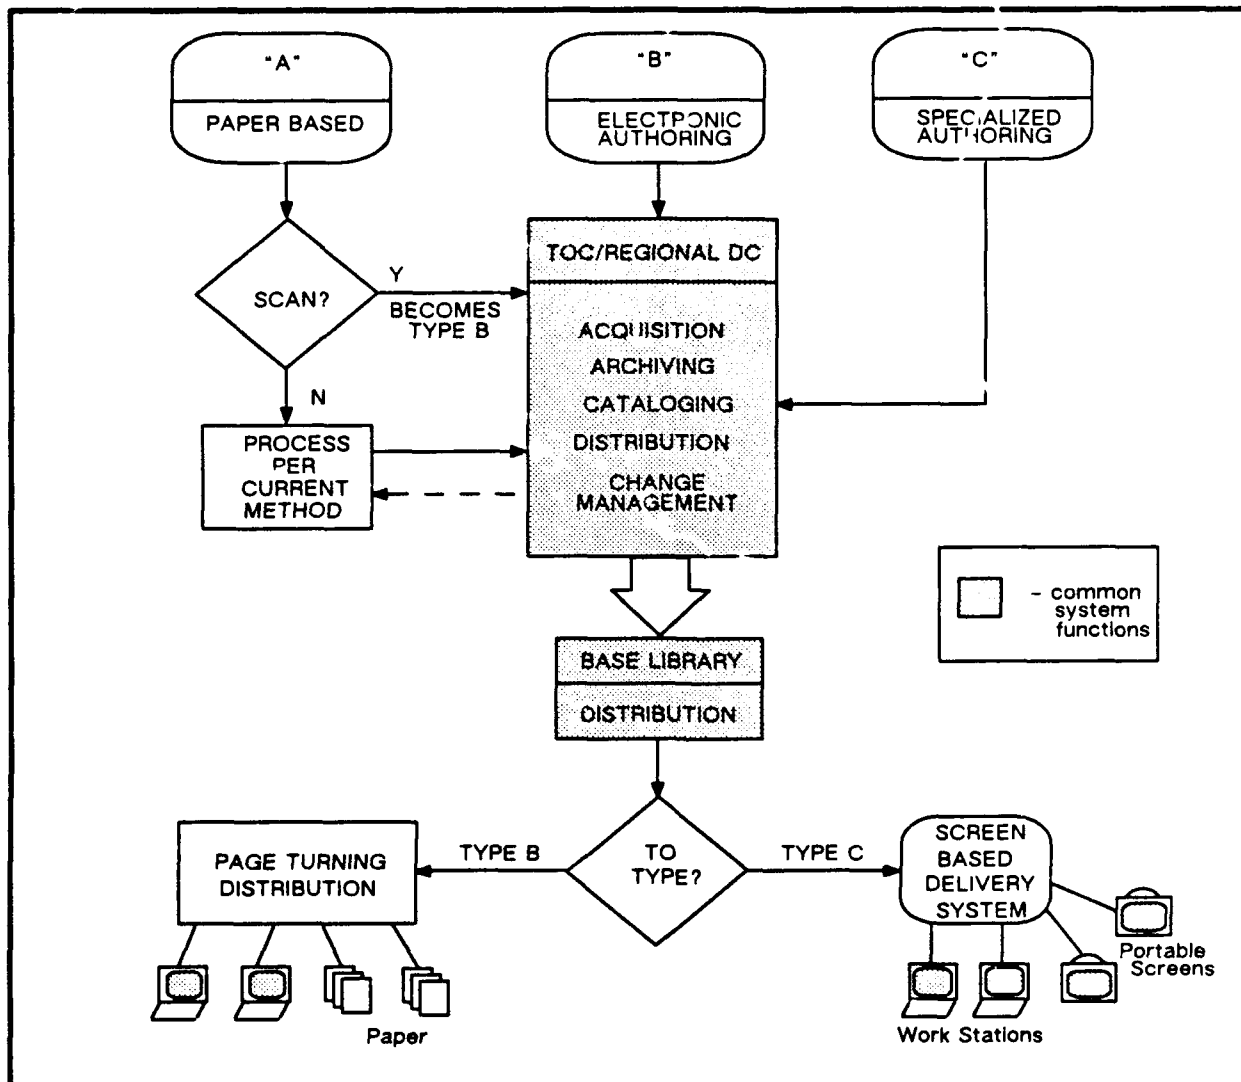 "A"
PAPER BASED
"B"
ELECTRONIC
AUTHORING
"C"
SPECIALIZED
AUTHORING
SCAN?
Y
BECOMES
TYPE B
N
PROCESS
PER
CURRENT
METHOD
TOC/REGIONAL DC
ACQUISITION
ARCHIVING
CATALOGING
DISTRIBUTION
CHANGE
MANAGEMENT
- common
system
functions
BASE LIBRARY
DISTRIBUTION
TO
TYPE?
TYPE B
TYPE C
PAGE TURNING
DISTRIBUTION
SCREEN
BASED
DELIVERY
SYSTEM
Paper
Work Stations
Portable
Screens